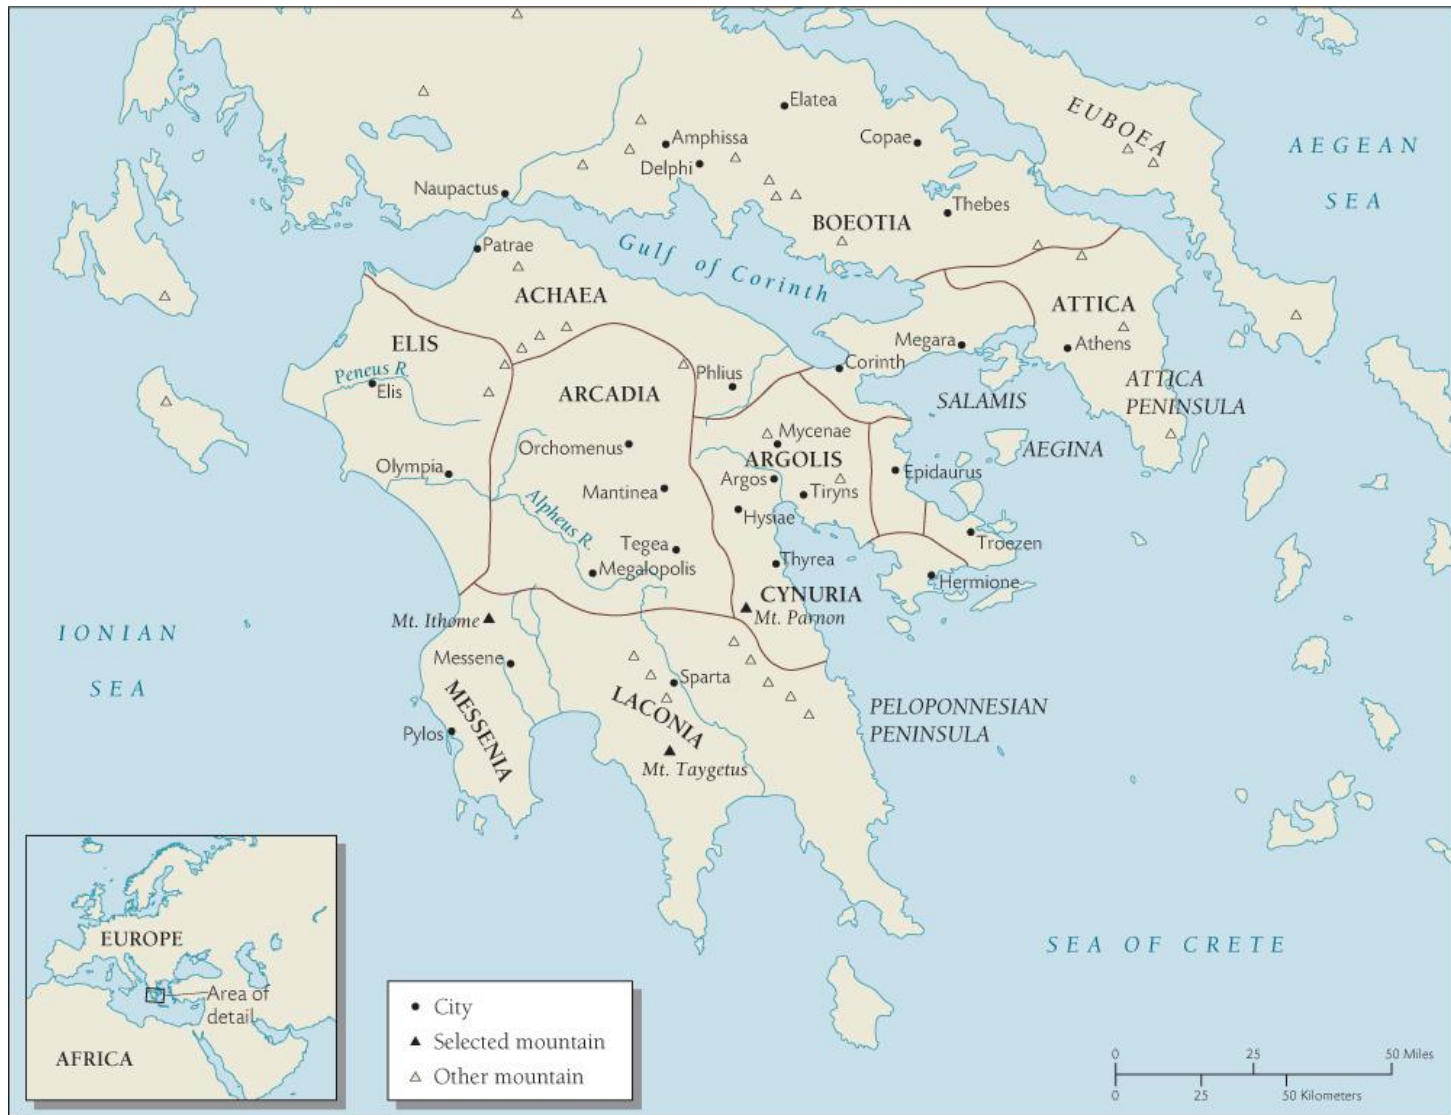 Elatea
EUBOEA
AEGEAN
SEA
Amphissa
Copae
Delphi
Naupactus
Thebes
BOEOTIA
Patrae
Gulf of Corinth
ACHAEA
ATTICA
ELIS
Megara
Athens
Peneus R.
Elis
Phlius
Corinth
ARCADIA
ATTICA
PENINSULA
SALAMIS
Orchomenus
Mycenae
ARGOLIS
AEGINA
Olympia
Argos
Epidaurus
Mantinea
Tiryns
Alpheus R.
Hysiae
Tegea
Troezen
Megalopolis
Thyrea
Hermione
CYNURIA
Mt. Ithome
Mt. Parnon
IONIAN
SEA
Messene
Sparta
MESSENIA
LACONIA
PELOPONNESIAN
PENINSULA
Pylos
Mt. Taygetus
EUROPE
Area of
detail
AFRICA
SEA OF CRETE
City
Selected mountain
Other mountain
0 25 50 Miles
0 25 50 Kilometers